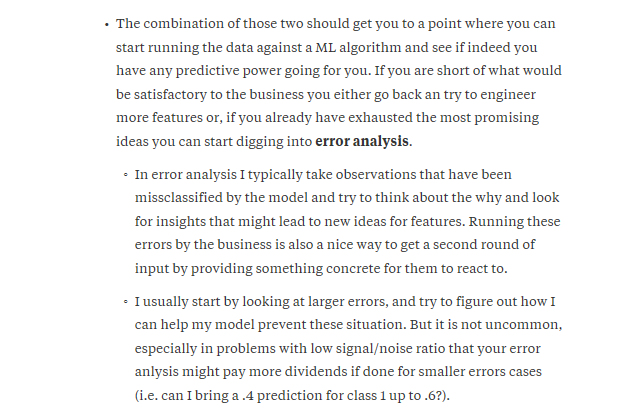 • The combination of those two should get you to a point where you can
start running the data against a ML algorithm and see if indeed you
have any predictive power going for you. If you are short of what would
be satisfactory to the business you either go back an try to engineer
more features or, if you already have exhausted the most promising
ideas you can start digging into error analysis.
◦ In error analysis I typically take observations that have been
missclassified by the model and try to think about the why and look
for insights that might lead to new ideas for features. Running these
errors by the business is also a nice way to get a second round of
input by providing something concrete for them to react to.
◦ I usually start by looking at larger errors, and try to figure out how I
can help my model prevent these situation. But it is not uncommon,
especially in problems with low signal/noise ratio that your error
anlysis might pay more dividends if done for smaller errors cases
(i.e. can I bring a .4 prediction for class 1 up to .6?).